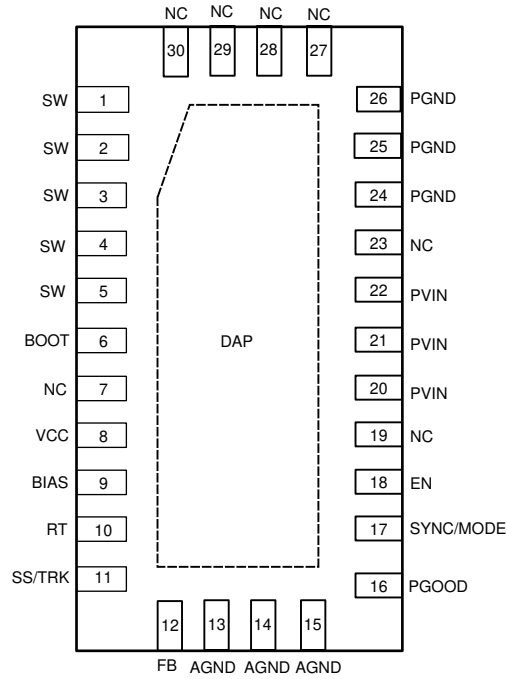 NC NC NC NC
30 29 28 27
SW 1 26 PGND
SW 2 25 PGND
SW 3 24 PGND
SW 4 23 NC
SW 5 22 PVIN
BOOT 6 DAP 21 PVIN
NC 7 20 PVIN
VCC 8 19 NC
BIAS 9 18 EN
RT 10 17 SYNC/MODE
SS/TRK 11 16 PGOOD
12 13 14 15
FB AGND AGND AGND